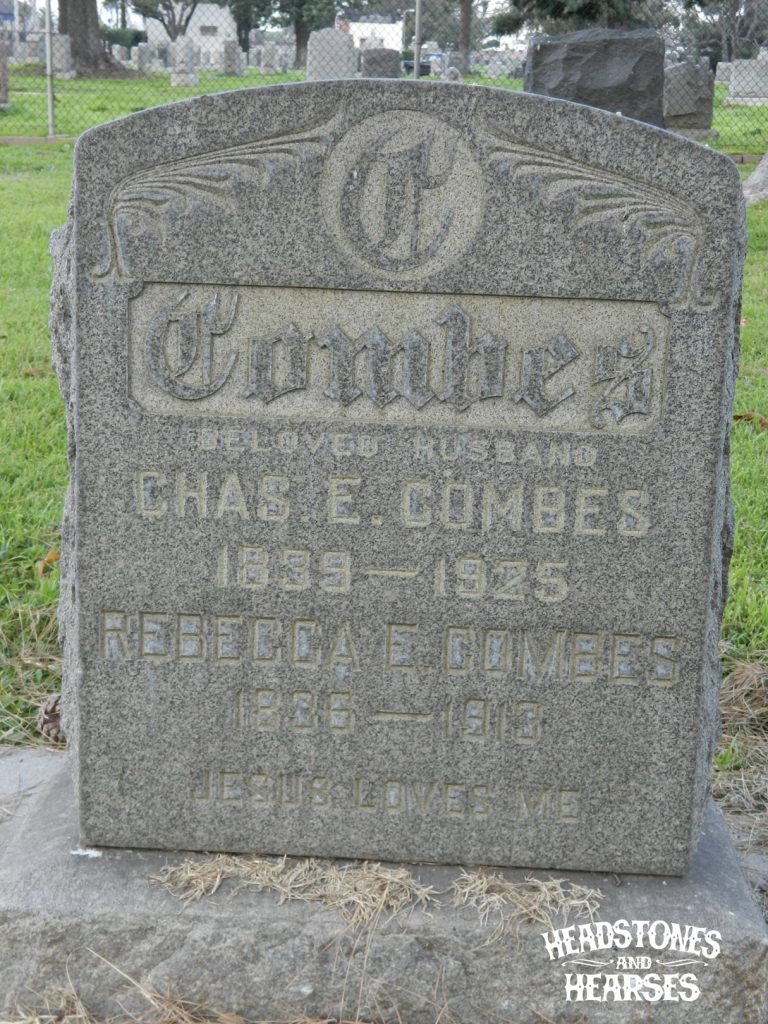 C
Combes
BELOVED HUSBAND
CHAS. E. COMBES
1839—1925
REBECCA E. COMBES
1836—1913
JESUS LOVES ME
HEADSTONES
AND
HEARSES